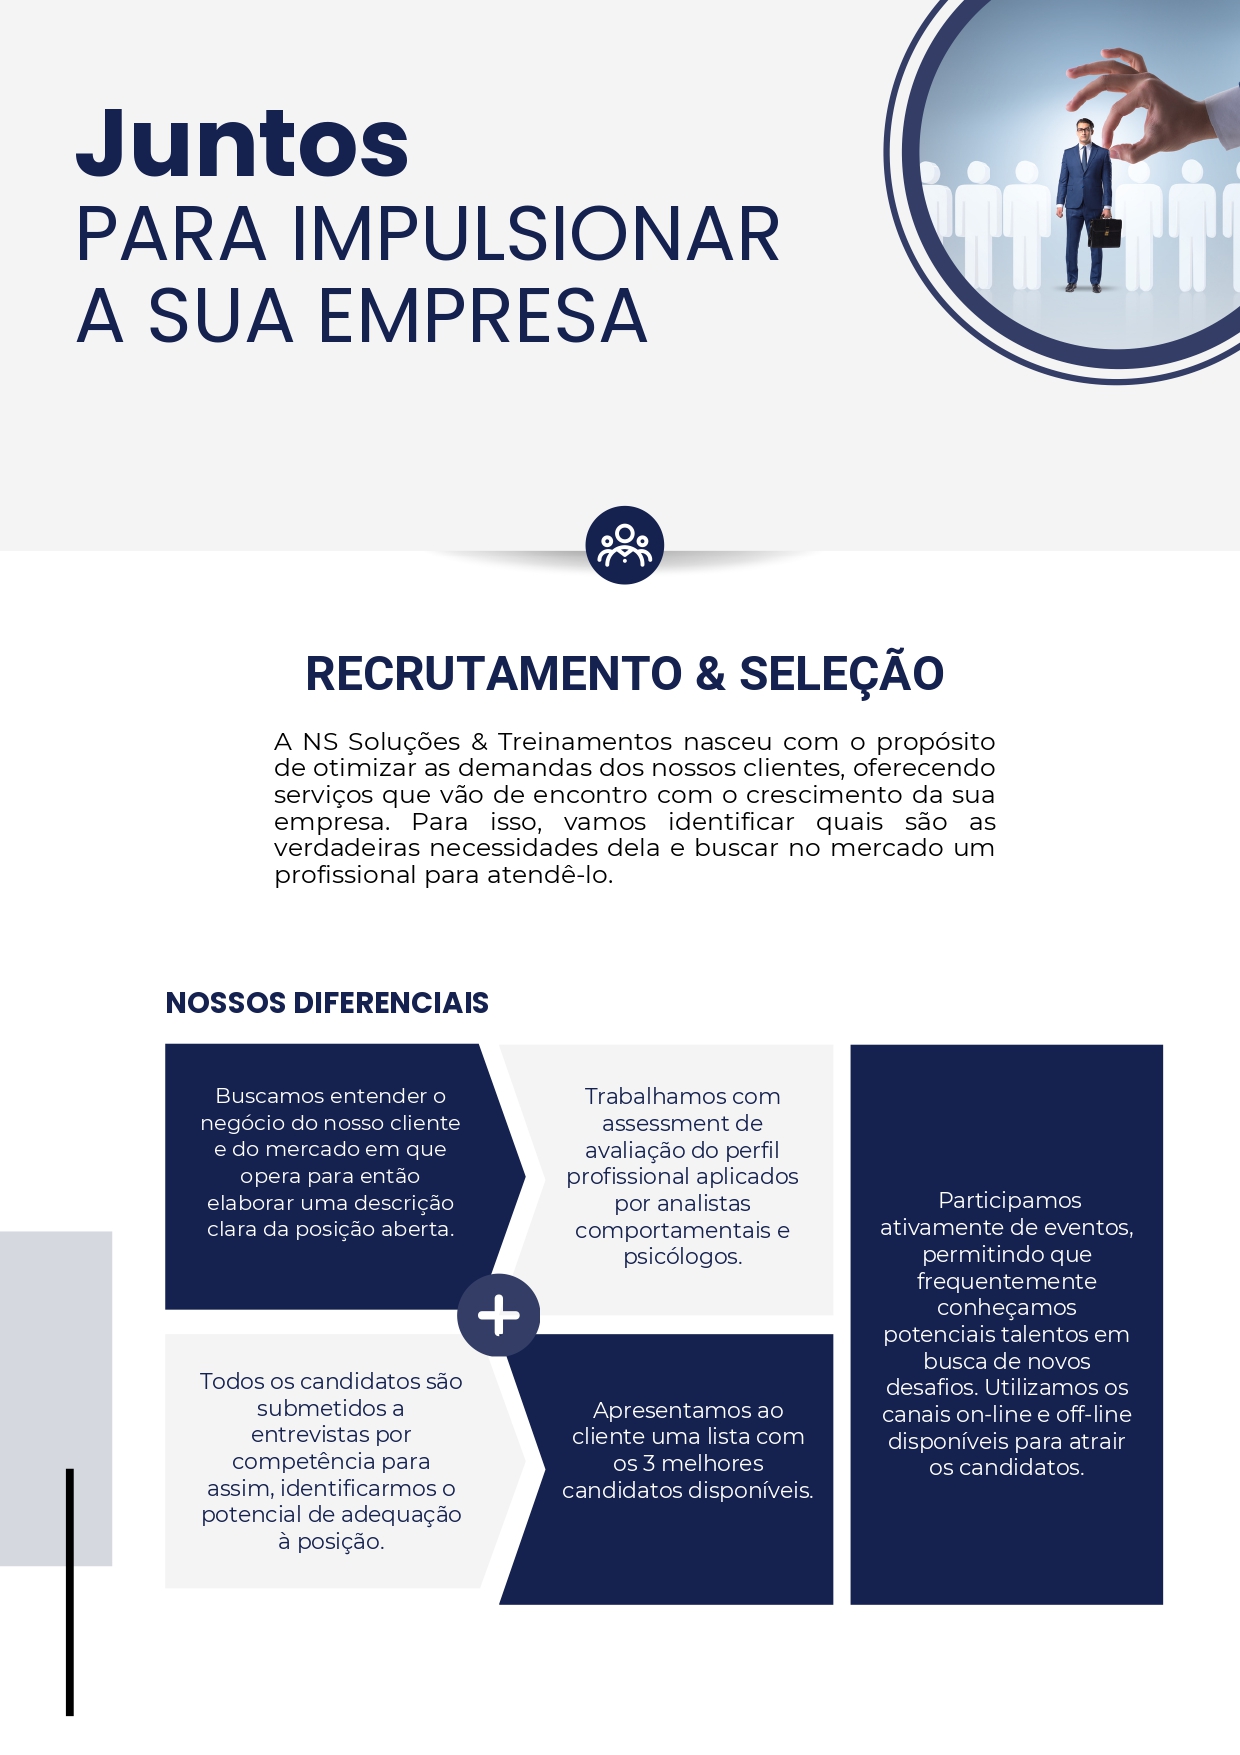 Juntos
PARA IMPULSIONAR
A SUA EMPRESA
RECRUTAMENTO & SELEÇÃO
A NS Soluções & Treinamentos nasceu com o propósito
de otimizar as demandas dos nossos clientes, oferecendo
serviços que vão de encontro com o crescimento da sua
empresa. Para isso, vamos identificar quais são as
verdadeiras necessidades dela e buscar no mercado um
profissional para atendê-lo.
NOSSOS DIFERENCIAIS
Buscamos entender o
negócio do nosso cliente
e do mercado em que
opera para então
elaborar uma descrição
clara da posição aberta.
Trabalhamos com
assessment de
avaliação do perfil
profissional aplicados
por analistas
comportamentais e
psicólogos.
Todos os candidatos são
submetidos a
entrevistas por
competência para
assim, identificarmos o
potencial de adequação
à posição.
Apresentamos ao
cliente uma lista com
os 3 melhores
candidatos disponíveis.
Participamos
ativamente de eventos,
permitindo que
frequentemente
conheçamos
potenciais talentos em
busca de novos
desafios. Utilizamos os
canais on-line e off-line
disponíveis para atrair
os candidatos.